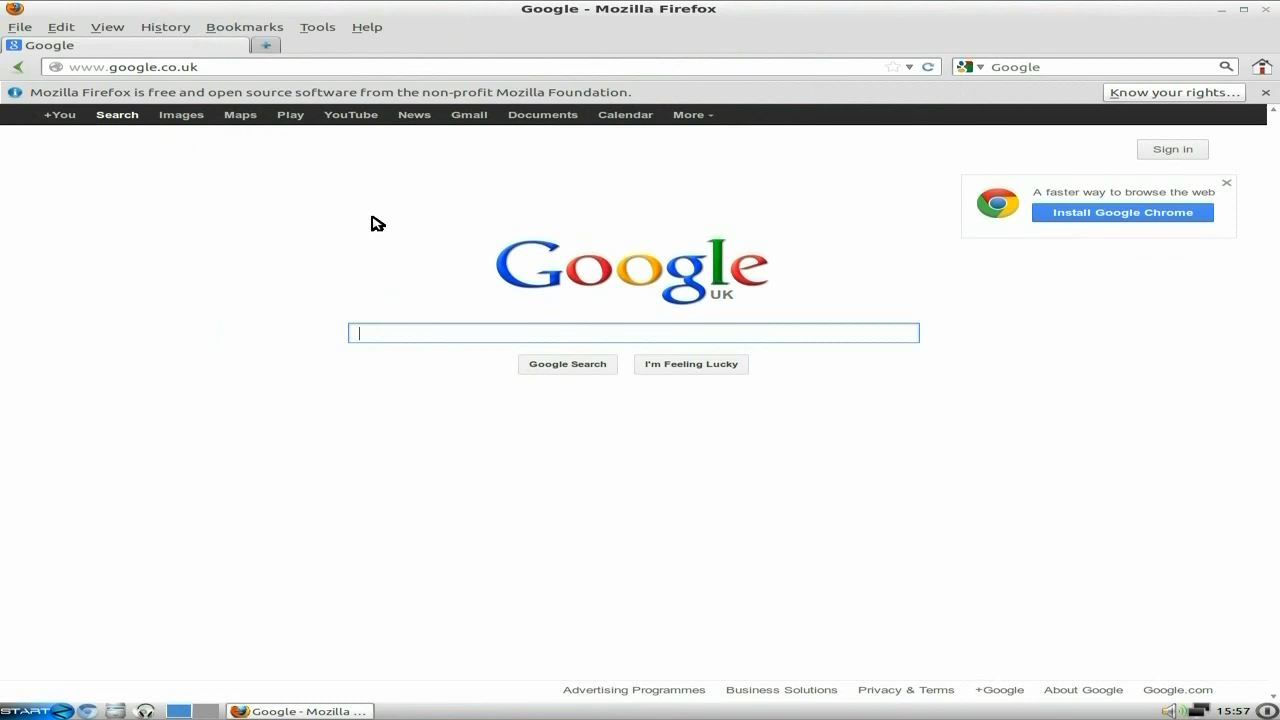 Google - Mozilla Firefox
File Edit View History Bookmarks Tools Help
Google
www.google.co.uk Google
Mozilla Firefox is free and open source software from the non-profit Mozilla Foundation. Know your rights...
+You Search Images Maps Play YouTube News Gmail Documents Calendar More
Sign in
A faster way to browse the web
Install Google Chrome
Google
UK
Google Search I'm Feeling Lucky
Advertising Programmes Business Solutions Privacy & Terms +Google About Google Google.com
START Google - Mozilla ... 15:57